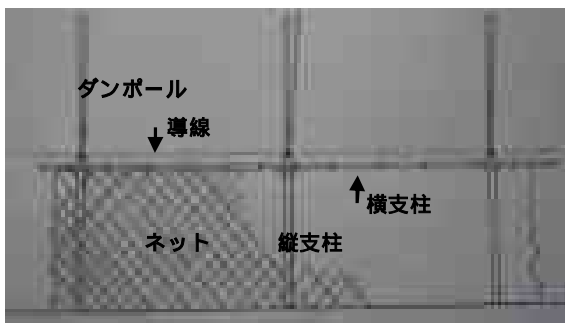 ダンポール
導線
横支柱
ネット
縦支柱